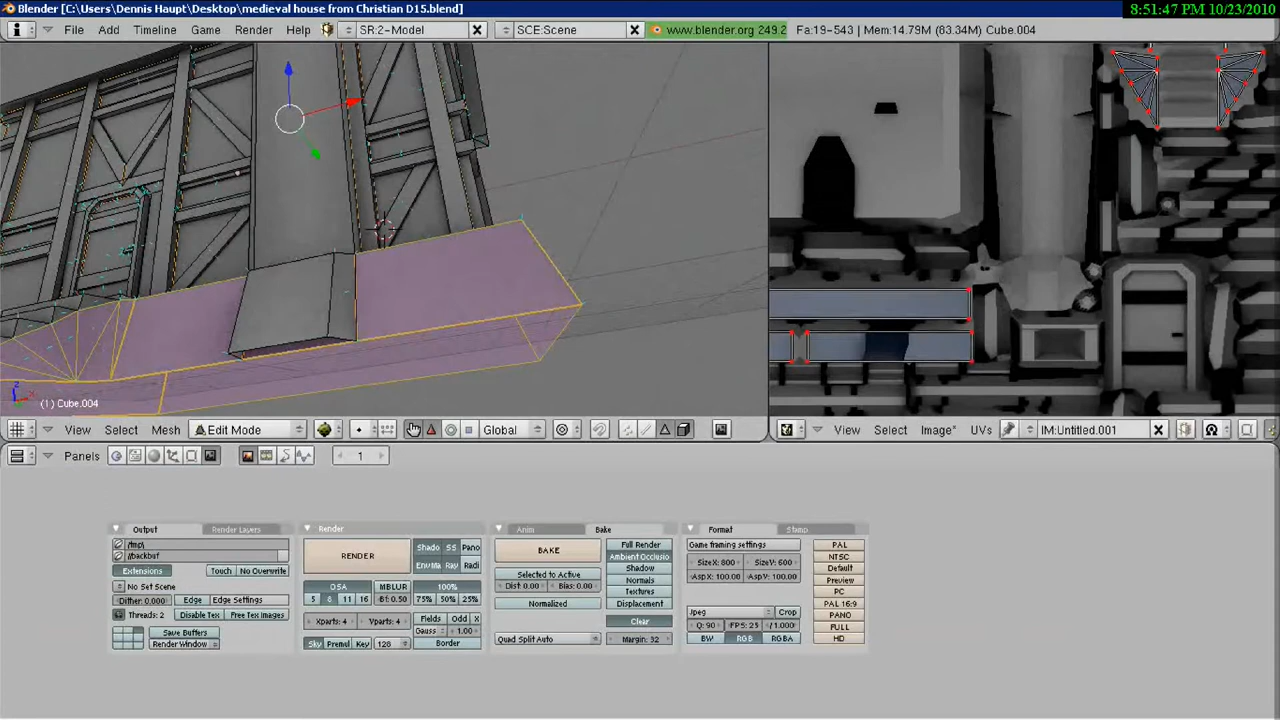 Blender [C:\Users\Dennis Haupt\Desktop\medieval house from Christian D15.blend]
8:51:47 PM 10/23/2010
File Add Timeline Game Render Help SR:2-Model SCE:Scene www.blender.org 249.2 Fa:19-543 | Mem:14.79M (83.34M) Cube.004
(1) Cube.004
View Select Mesh Edit Mode Global
View Select Image* UVs IM:Untitled.001
Panels 1
Output Render Layers Render Anim Bake Format Stamp
/tmp\
//backbuf
Extensions Touch No Overwrite
No Set Scene
Dither: 0.000 Edge Edge Settings
Threads: 2 Disable Tex Free Tex Images
Save Buffers
Render Window
RENDER Shado SS Pano
EnvMa Ray Radi
OSA MBLUR 100%
5 8 11 16 Bf: 0.50 75% 50% 25%
Xparts: 4 Yparts: 4 Fields Odd X
Gauss 1.00
Sky Premul Key 128 Border
BAKE Full Render
Ambient Occlusio
Selected to Active Shadow
Dist: 0.00 Bias: 0.00 Normals
Textures
Normalized Displacement
Clear
Quad Split Auto Margin: 32
Game framing settings PAL
NTSC
SizeX: 800 SizeY: 600 Default
AspX: 100.00 AspY: 100.00 Preview
PC
Jpeg Crop PAL 16:9
Q: 90 FPS: 25 /1.000 PANO
FULL
BW RGB RGBA HD